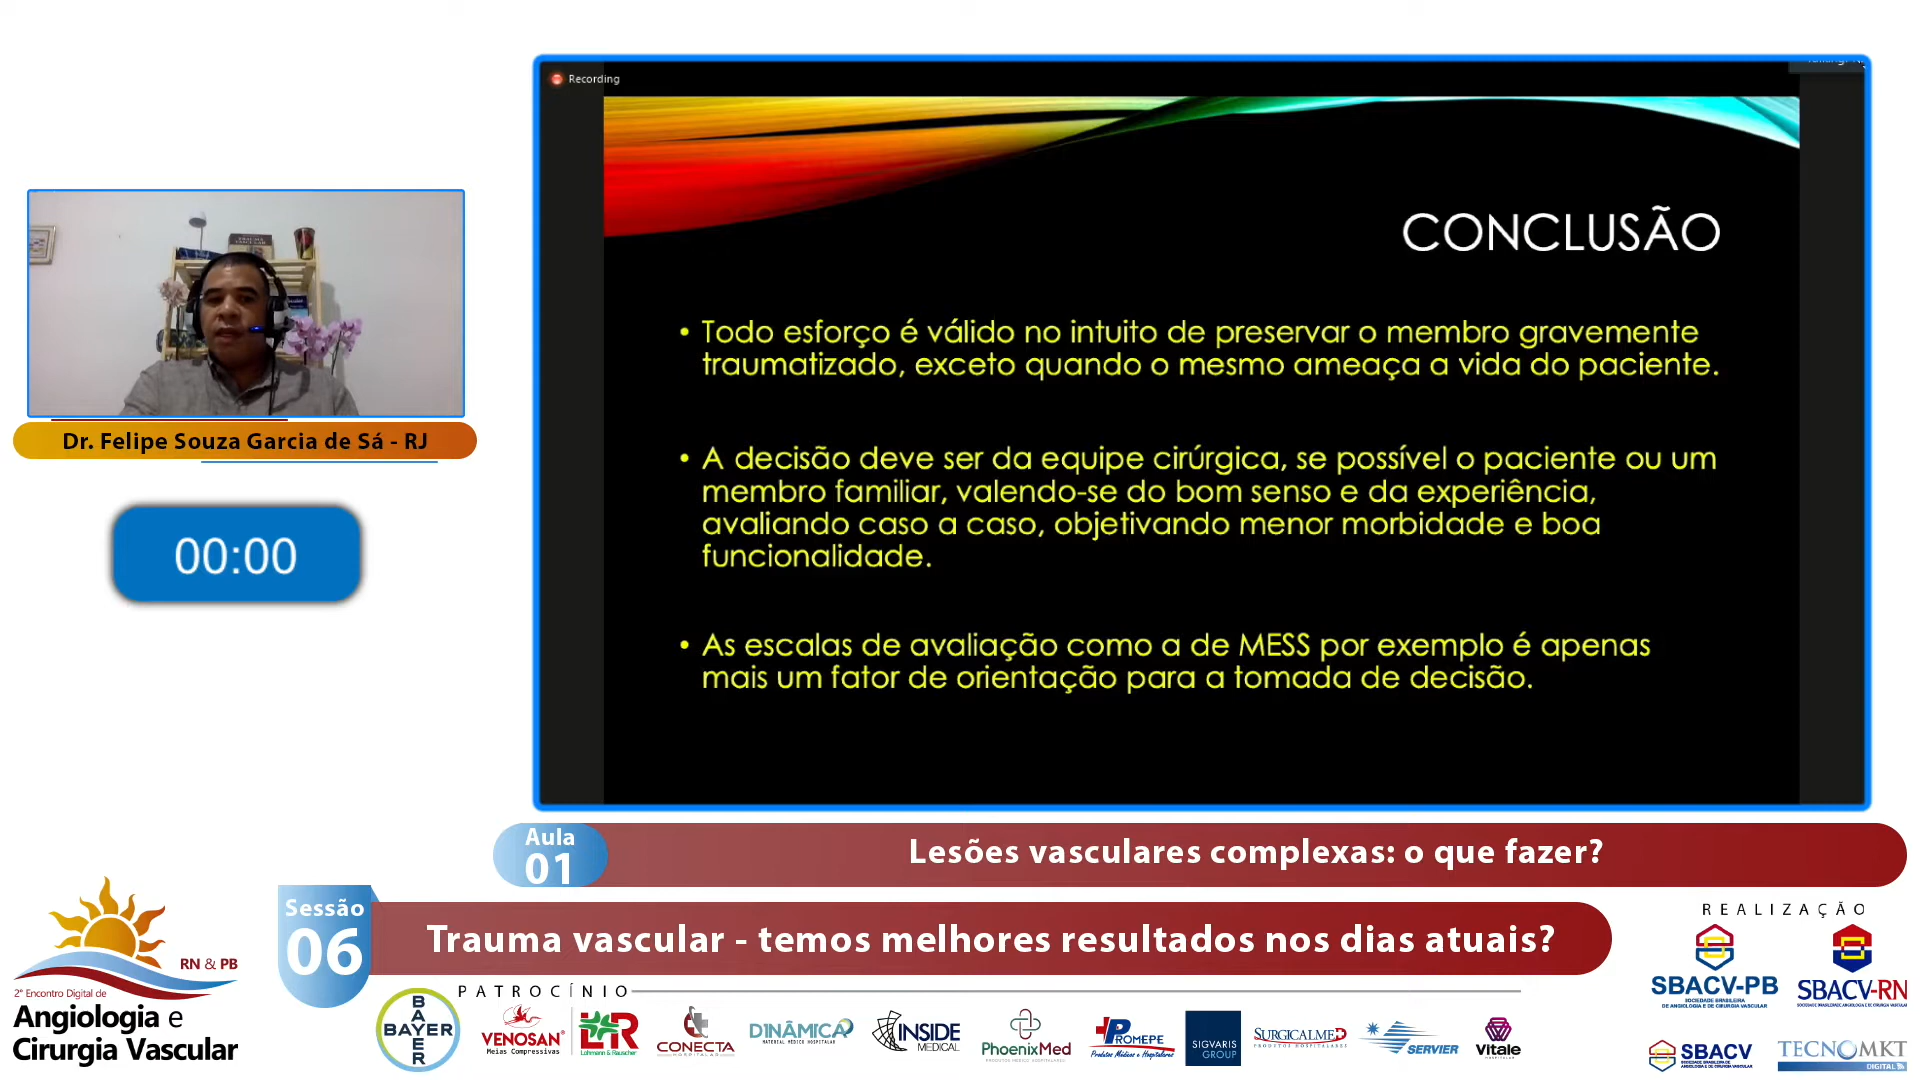 Recording
CONCLUSÃO
• Todo esforço é válido no intuito de preservar o membro gravemente
traumatizado, exceto quando o mesmo ameaça a vida do paciente.
• A decisão deve ser da equipe cirúrgica, se possível o paciente ou um
membro familiar, valendo-se do bom senso e da experiência,
avaliando caso a caso, objetivando menor morbidade e boa
funcionalidade.
• As escalas de avaliação como a de MESS por exemplo é apenas
mais um fator de orientação para a tomada de decisão.
Dr. Felipe Souza Garcia de Sá - RJ
00:00
Aula
01
Lesões vasculares complexas: o que fazer?
Sessão
06
Trauma vascular - temos melhores resultados nos dias atuais?
RN & PB
2° Encontro Digital de
Angiologia e
Cirurgia Vascular
PATROCÍNIO
BAYER
BAYER
VENOSAN®
Meias Compressivas
L&R
Lohmann & Rauscher
CONECTA
HOSPITALAR
DINÂMICA
MATERIAL MÉDICO HOSPITALAR
INSIDE
MEDICAL
PhoenixMed
PROMEPE
Produtos Médicos e Hospitalares
SIGVARIS
GROUP
SURGICALMED
PRODUTOS HOSPITALARES
SERVIER
Vitale
HOSPITALAR
REALIZAÇÃO
SBACV-PB
SOCIEDADE BRASILEIRA
DE ANGIOLOGIA E DE CIRURGIA VASCULAR
SBACV-RN
SBACV
SOCIEDADE BRASILEIRA DE
ANGIOLOGIA E DE CIRURGIA VASCULAR
TECNOMKT
DIGITAL